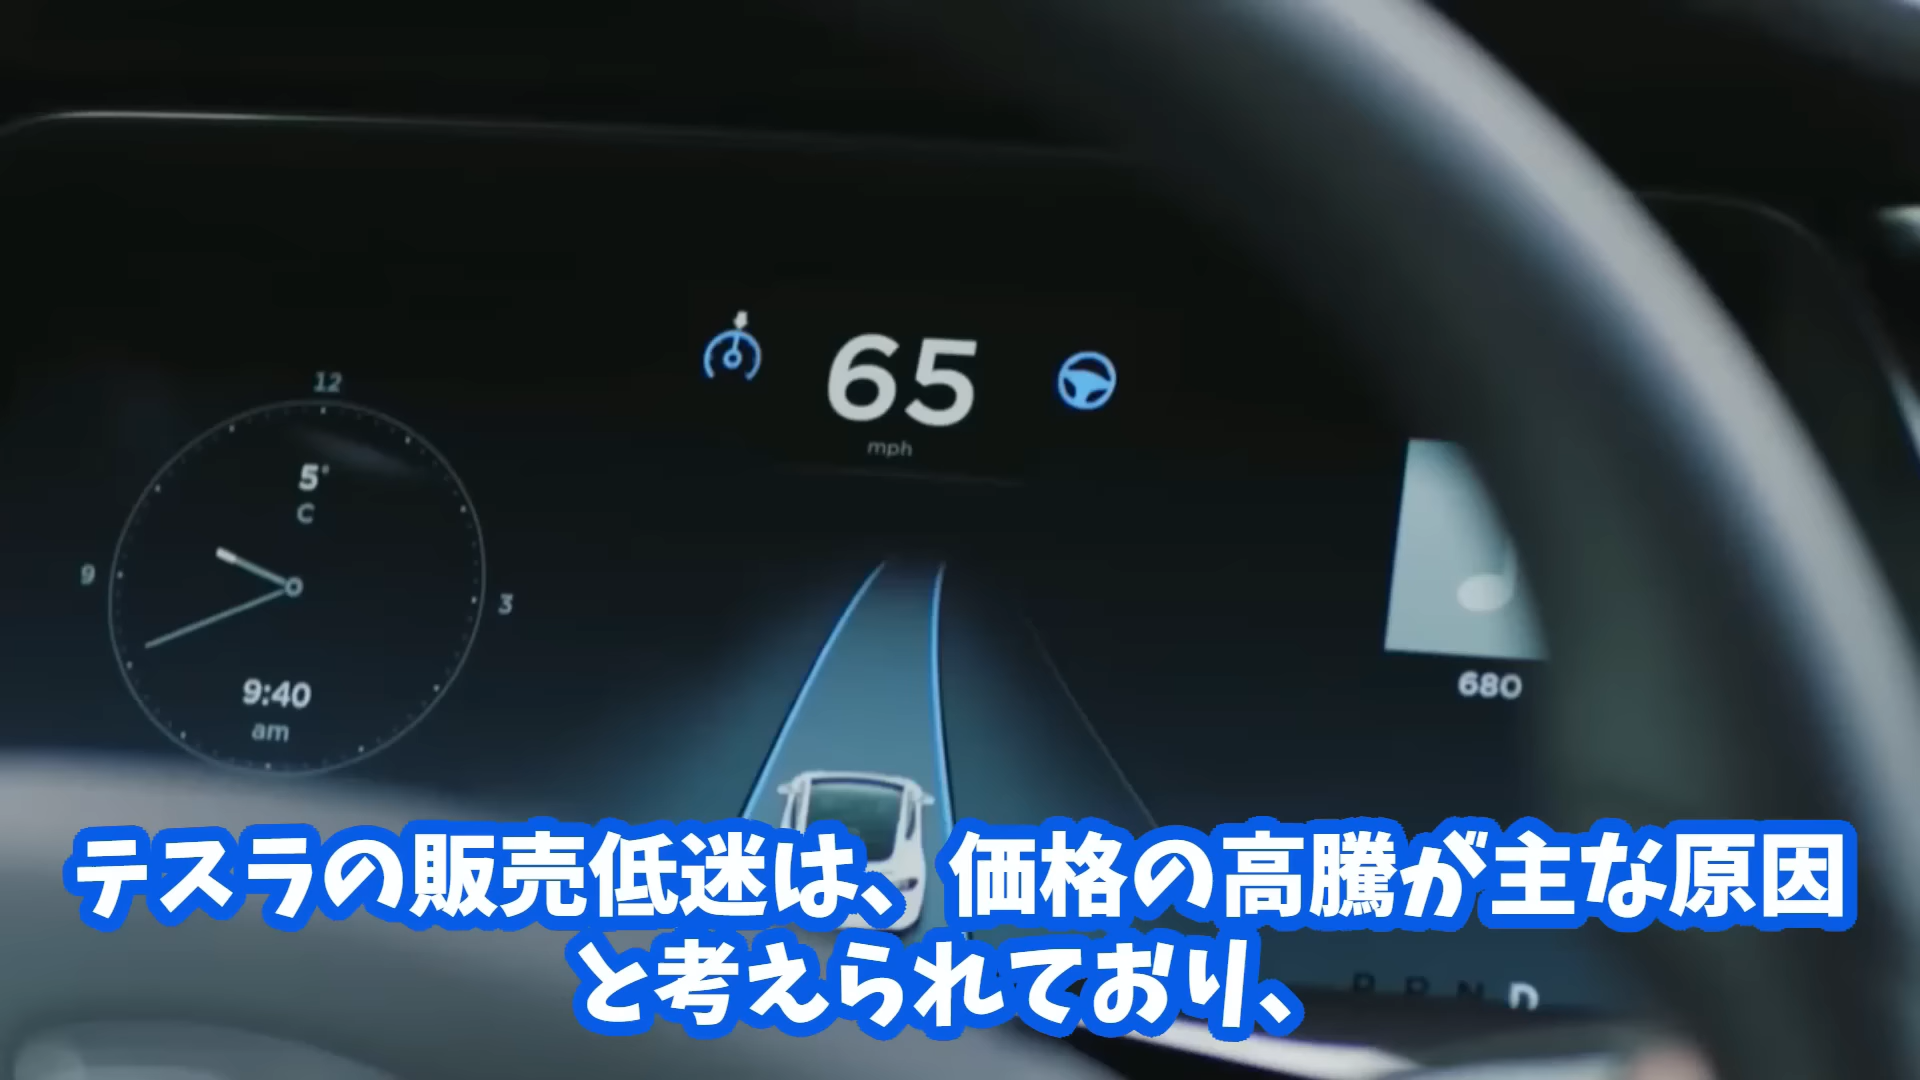 12
65
mph
5°
C
9
3
9:40
am
680
P R N D
テスラの販売低迷は、価格の高騰が主な原因
と考えられており、